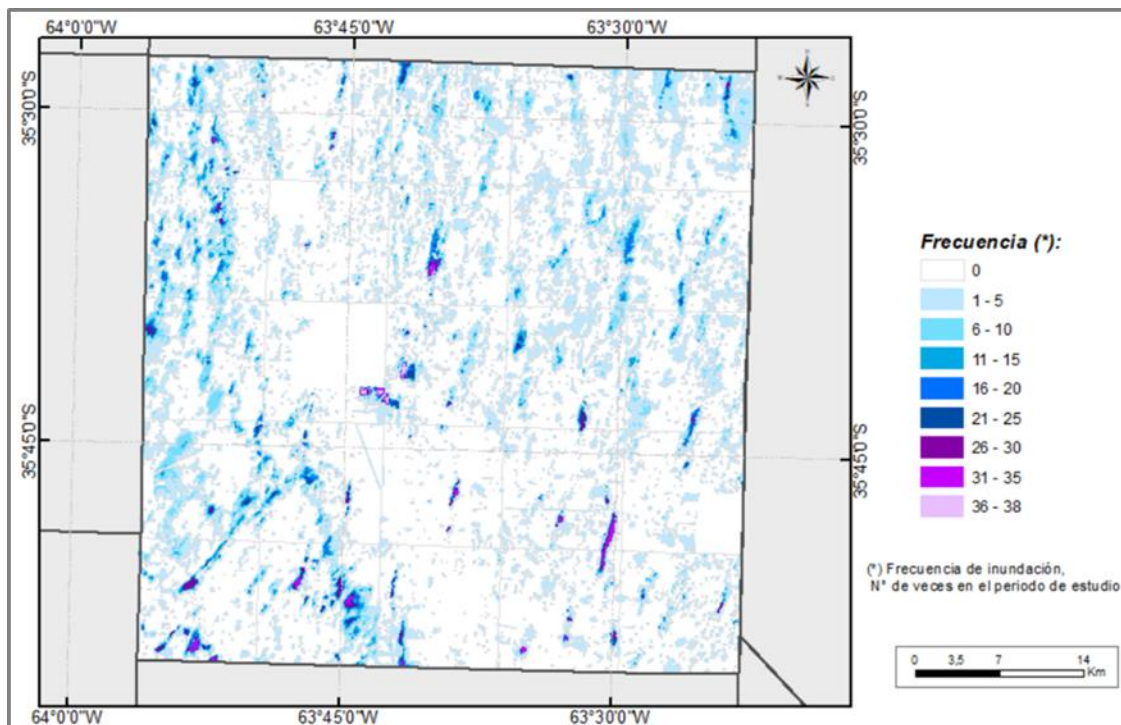 64°0'0"W 63°45'0"W 63°30'0"W
35°30'0"S
35°30'0"S
35°45'0"S
35°45'0"S
64°0'0"W 63°45'0"W 63°30'0"W
Frecuencia (*):
0
1 - 5
6 - 10
11 - 15
16 - 20
21 - 25
26 - 30
31 - 35
36 - 38
(*) Frecuencia de inundación,
N° de veces en el periodo de estudio
0 3,5 7 14
Km